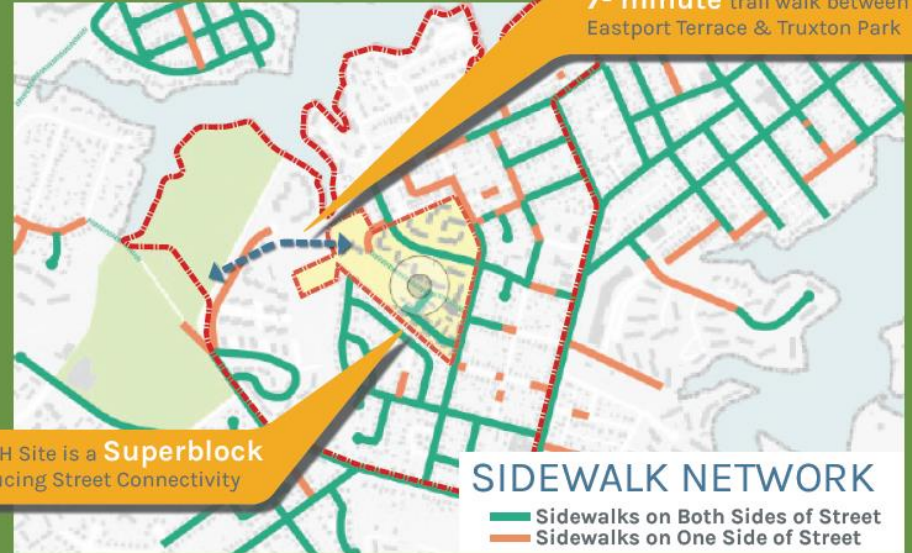 minute trail walk between
Eastport Terrace & Truxton Park
H Site is a Superblock
ucing Street Connectivity
SIDEWALK NETWORK
Sidewalks on Both Sides of Street
Sidewalks on One Side of Street